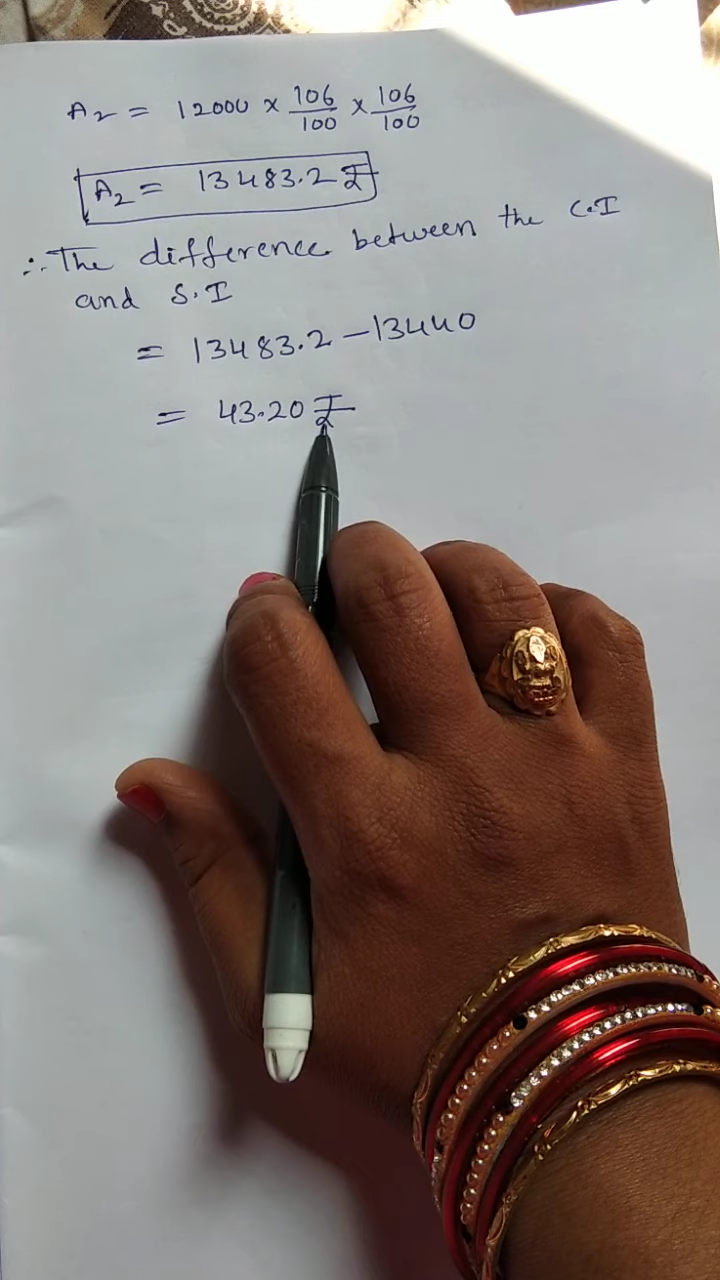 A₂ = 12000 × 106/100 × 106/100
A₂ = 13483.2 ₹
∴ The difference between the C.I
and S.I
= 13483.2 – 13440
= 43.20 ₹